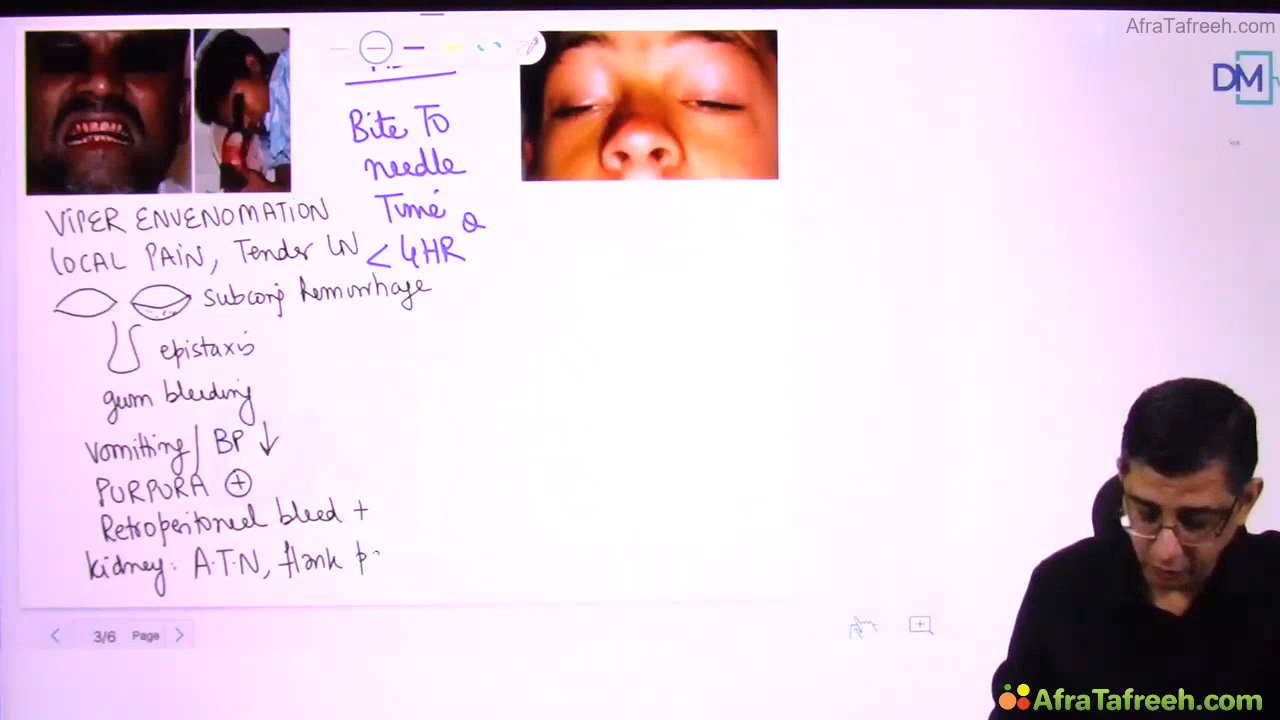 AfraTafreeh.com
DM
Bite To
needle
Time
< 4HR
VIPER ENVENOMATION
LOCAL PAIN, Tender LN
subconj hemorrhage
epistaxis
gum bleeding
vomitting / BP ↓
PURPURA ⊕
Retroperitoneal bleed +
kidney: A.T.N, flank p
3/6 Page
AfraTafreeh.com